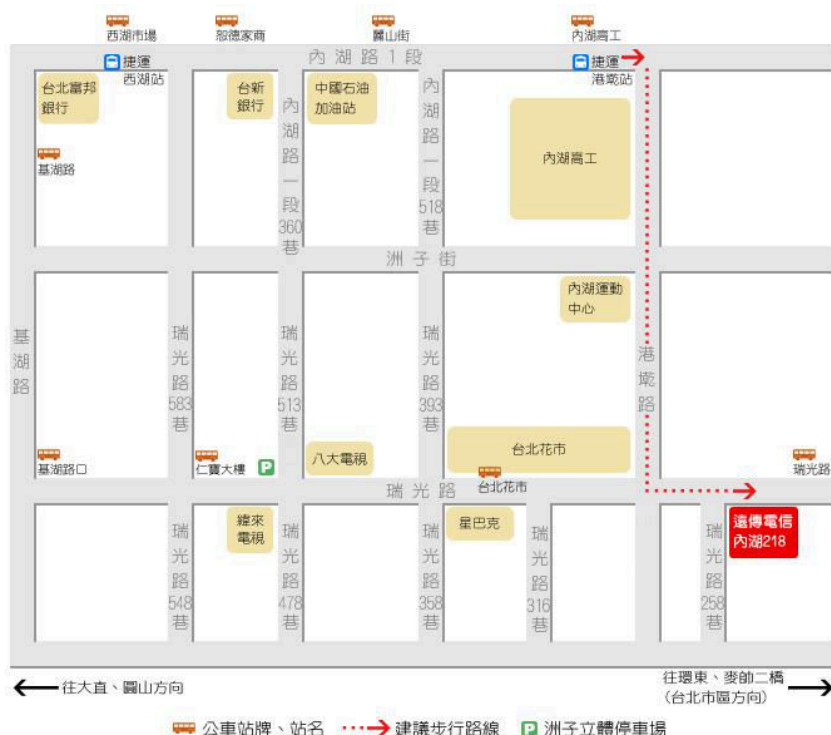 西湖市場
恕德家商
麗山街
內湖高工
內湖路1段
捷運
西湖站
捷運
港墘站
台北富邦
銀行
台新
銀行
中國石油
加油站
基湖路
內湖路一段360巷
內湖路一段518巷
內湖高工
洲子街
內湖運動
中心
基湖路
瑞光路583巷
瑞光路513巷
瑞光路393巷
港墘路
基湖路口
仁寶大樓
P
八大電視
台北花市
台北花市
瑞光路
瑞光路
緯來
電視
星巴克
遠傳電信
內湖218
瑞光路548巷
瑞光路478巷
瑞光路358巷
瑞光路316巷
瑞光路258巷
往大直、圓山方向
往環東、麥帥二橋
(台北市區方向)
公車站牌、站名
建議步行路線
P 洲子立體停車場